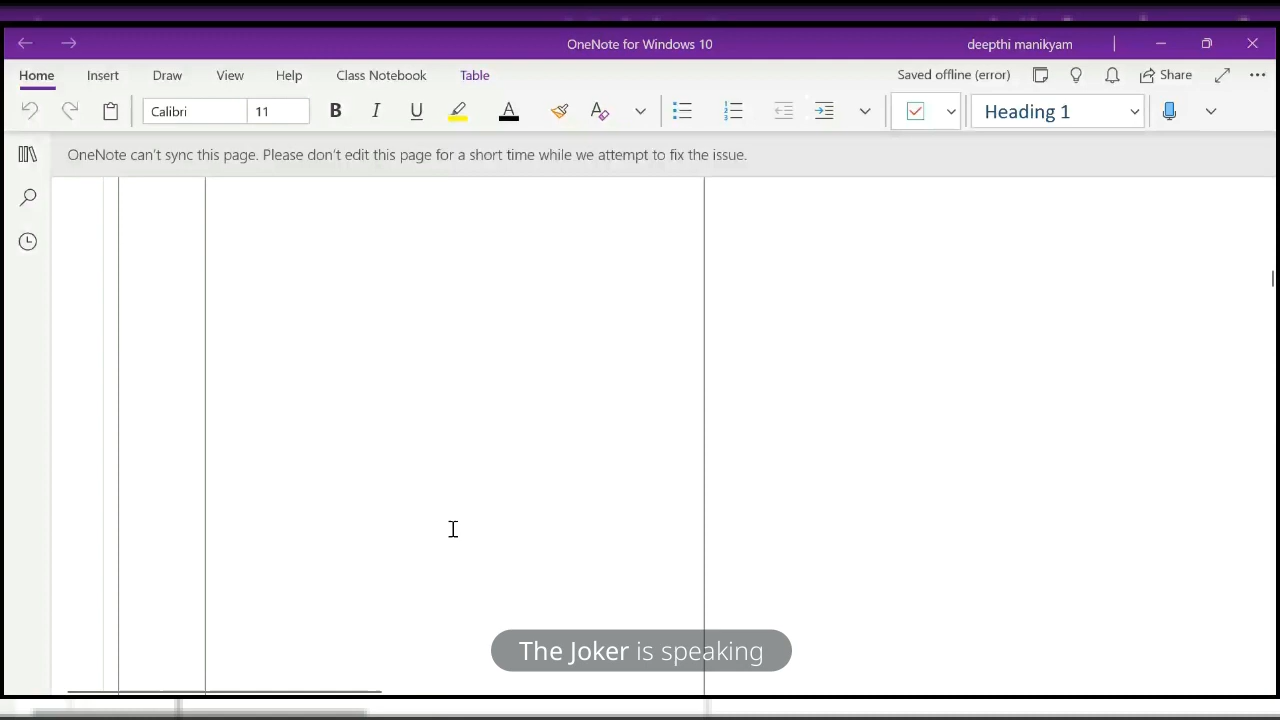 OneNote for Windows 10
deepthi manikyam
Home Insert Draw View Help Class Notebook Table
Saved offline (error)
Share
Calibri 11 B I U A A Heading 1
OneNote can't sync this page. Please don't edit this page for a short time while we attempt to fix the issue.
The Joker is speaking